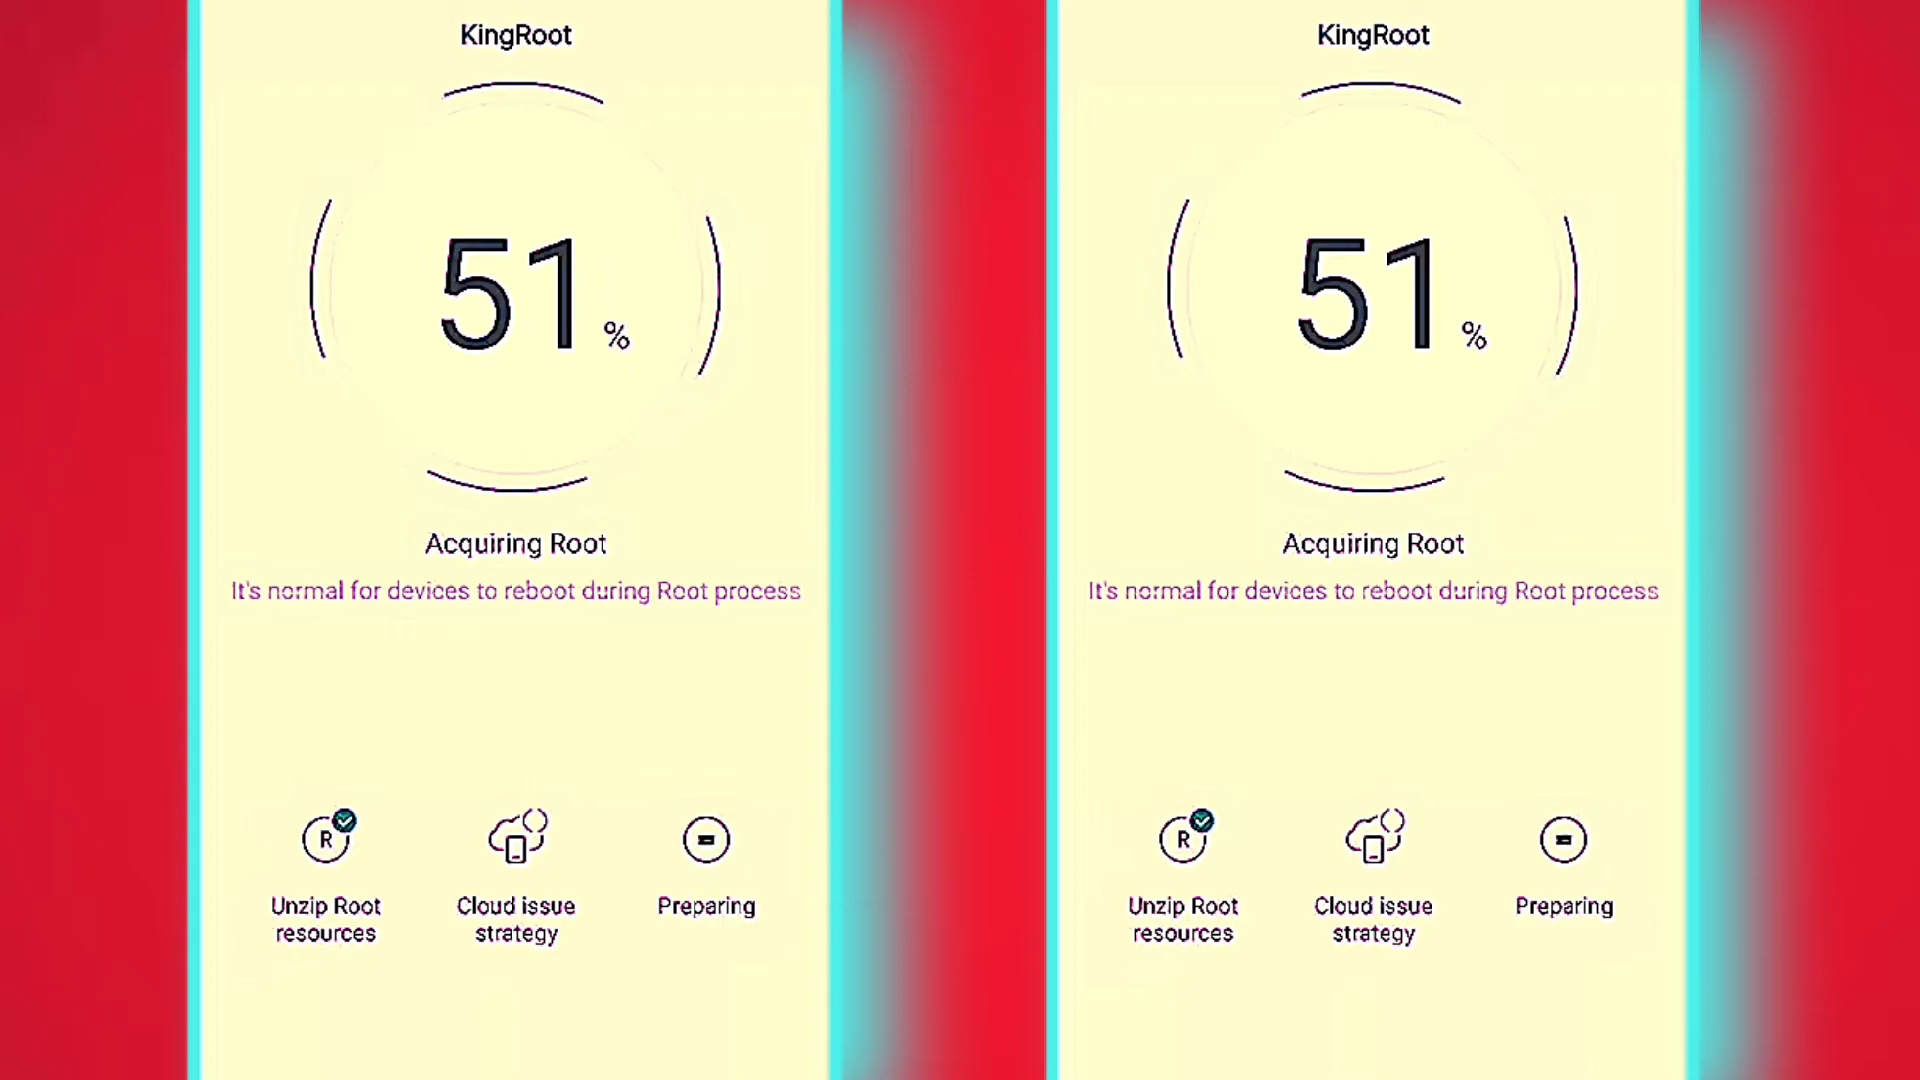 KingRoot
51 %
Acquiring Root
It's normal for devices to reboot during Root process
R
Unzip Root
resources
Cloud issue
strategy
Preparing
KingRoot
51 %
Acquiring Root
It's normal for devices to reboot during Root process
R
Unzip Root
resources
Cloud issue
strategy
Preparing